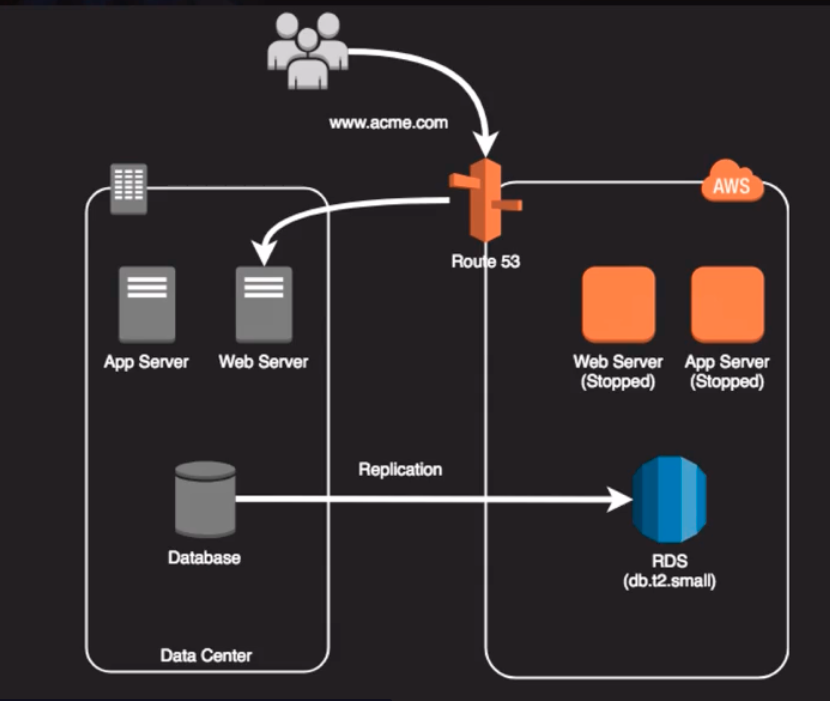 www.acme.com
AWS
Route 53
App Server
Web Server
Web Server
(Stopped)
App Server
(Stopped)
Replication
Database
RDS
(db.t2.small)
Data Center